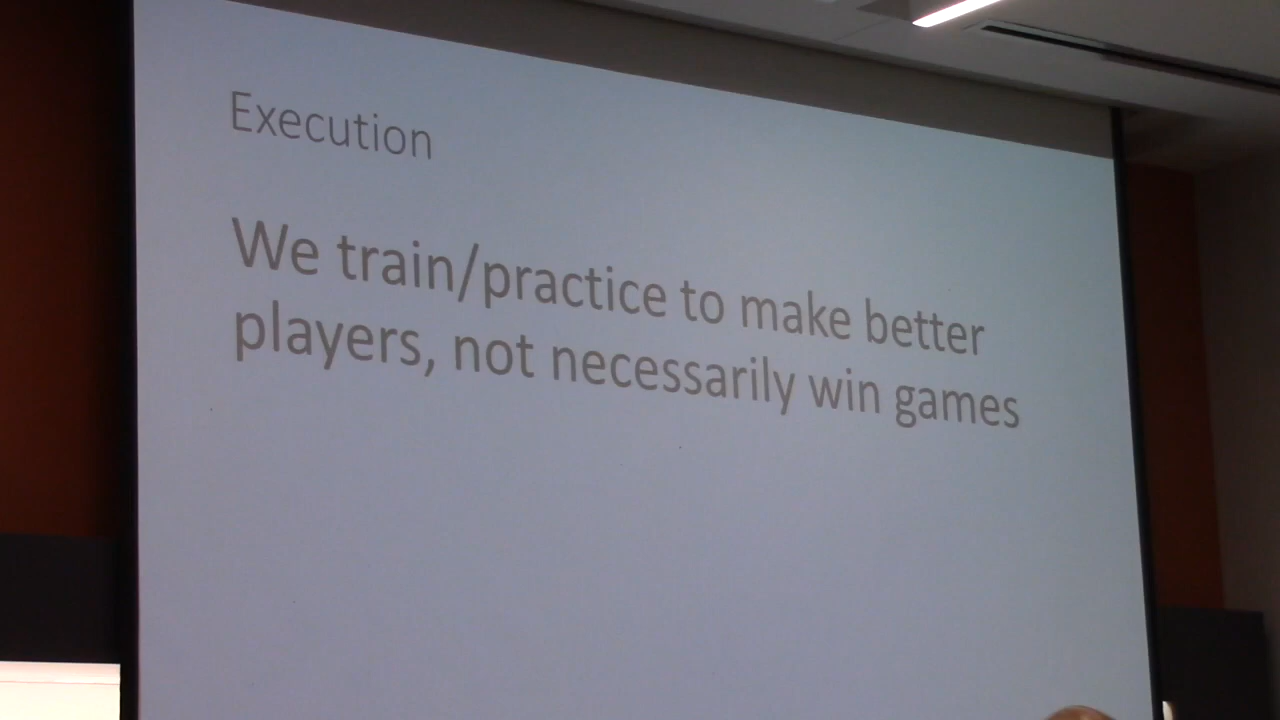 Execution
We train/practice to make better
players, not necessarily win games